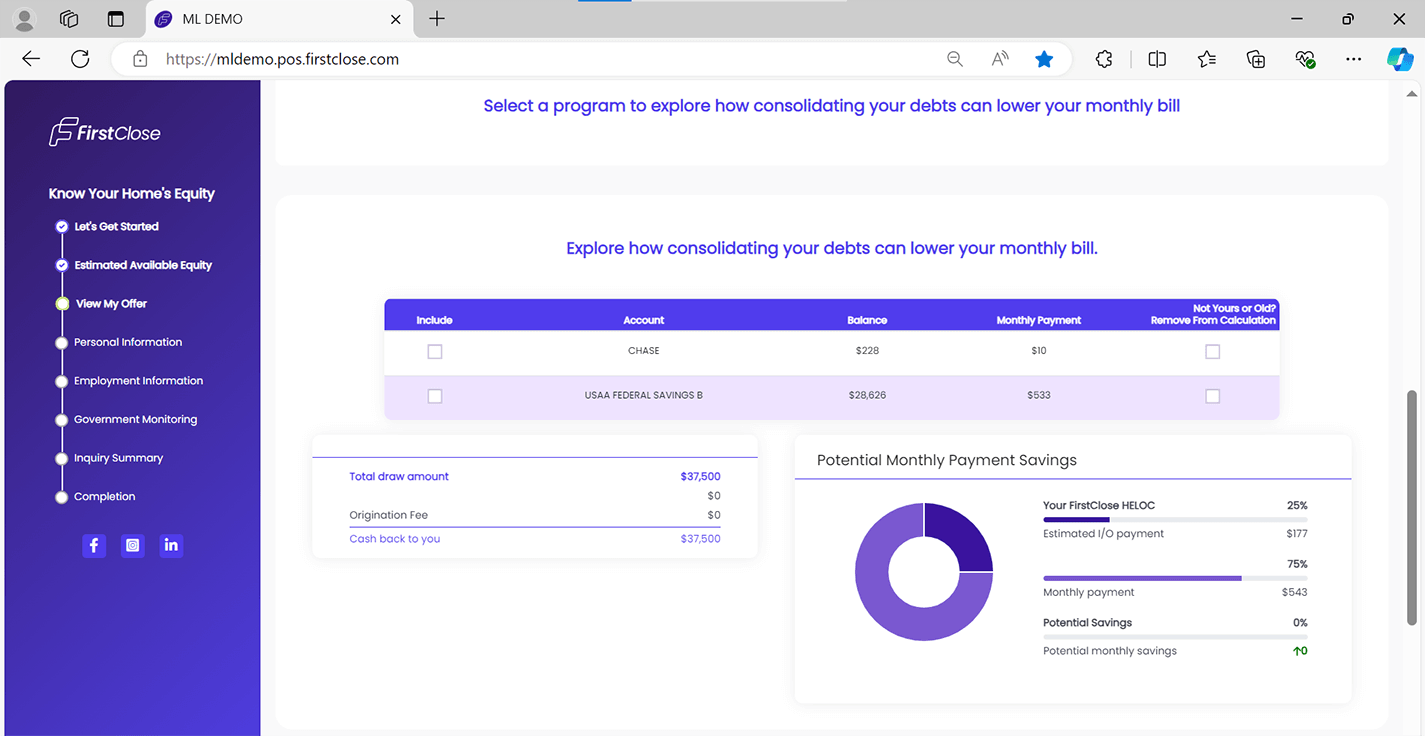 ML DEMO
https://mldemo.pos.firstclose.com
FirstClose
Know Your Home's Equity
Let's Get Started
Estimated Available Equity
View My Offer
Personal Information
Employment Information
Government Monitoring
Inquiry Summary
Completion
Select a program to explore how consolidating your debts can lower your monthly bill
Explore how consolidating your debts can lower your monthly bill.
Include Account Balance Monthly Payment Not Yours or Old? Remove From Calculation
CHASE $228 $10
USAA FEDERAL SAVINGS B $28,626 $533
Total draw amount $37,500
$0
Origination Fee $0
Cash back to you $37,500
Potential Monthly Payment Savings
Your FirstClose HELOC 25%
Estimated I/O payment $177
75%
Monthly payment $543
Potential Savings 0%
Potential monthly savings ↑0